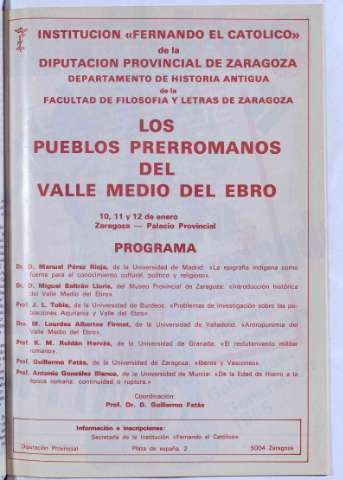 INSTITUCION «FERNANDO EL CATOLICO»
de la
DIPUTACION PROVINCIAL DE ZARAGOZA
DEPARTAMENTO DE HISTORIA ANTIGUA
de la
FACULTAD DE FILOSOFIA Y LETRAS DE ZARAGOZA
LOS
PUEBLOS PRERROMANOS
DEL
VALLE MEDIO DEL EBRO
10, 11 y 12 de enero
Zaragoza — Palacio Provincial
PROGRAMA
Dr. D. Manuel Pérez Rioja, de la Universidad de Madrid: «La epigrafía indígena como
fuente para el conocimiento cultural, político y religioso».
Dr. D. Miguel Beltrán Lloris, del Museo Provincial de Zaragoza: «Introducción histórica
del Valle Medio del Ebro».
Prof. J. L. Tobie, de la Universidad de Burdeos: «Problemas de investigación sobre las po-
blaciones Aquitania y Valle del Ebro».
Dra. M. Lourdes Albertos Firmat, de la Universidad de Valladolid: «Antroponimia del
Valle Medio del Ebro».
Prof. K. M. Roldán Hervás, de la Universidad de Granada: «El reclutamiento militar
romano».
Prof. Guillermo Fatás, de la Universidad de Zaragoza: «Iberos y Vascones».
Prof. Antonio González Blanco, de la Universidad de Murcia: «De la Edad de Hierro a la
época romana: continuidad o ruptura.»
Coordinación:
Prof. Dr. D. Guillermo Fatás
Información e inscripciones:
Secretaría de la Institución «Fernando el Católico»
Diputación Provincial Plaza de españa, 2 5004 Zaragoza